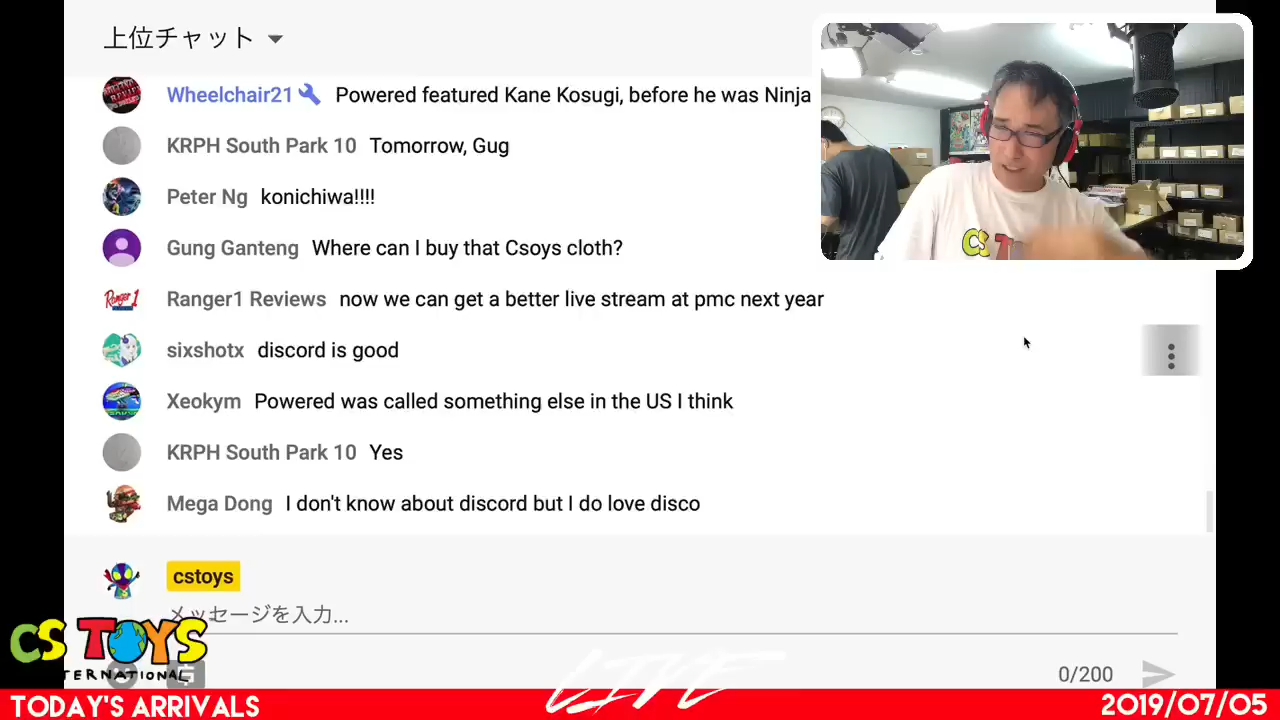 上位チャット
Wheelchair21 Powered featured Kane Kosugi, before he was Ninja
KRPH South Park 10 Tomorrow, Gug
Peter Ng konichiwa!!!!
Gung Ganteng Where can I buy that Csoys cloth?
Ranger1 Reviews now we can get a better live stream at pmc next year
sixshotx discord is good
Xeokym Powered was called something else in the US I think
KRPH South Park 10 Yes
Mega Dong I don't know about discord but I do love disco
cstoys
メッセージを入力...
0/200
CS TOYS
TERNATIONAL
LIVE
TODAY'S ARRIVALS
2019/07/05